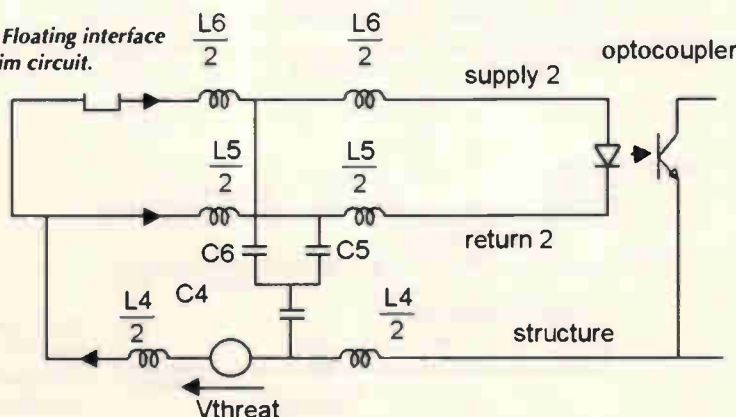 Floating interface
im circuit.
L6
2
L6
2
optocoupler
supply 2
L5
2
L5
2
return 2
C6
C5
C4
L4
2
L4
2
structure
Vthreat